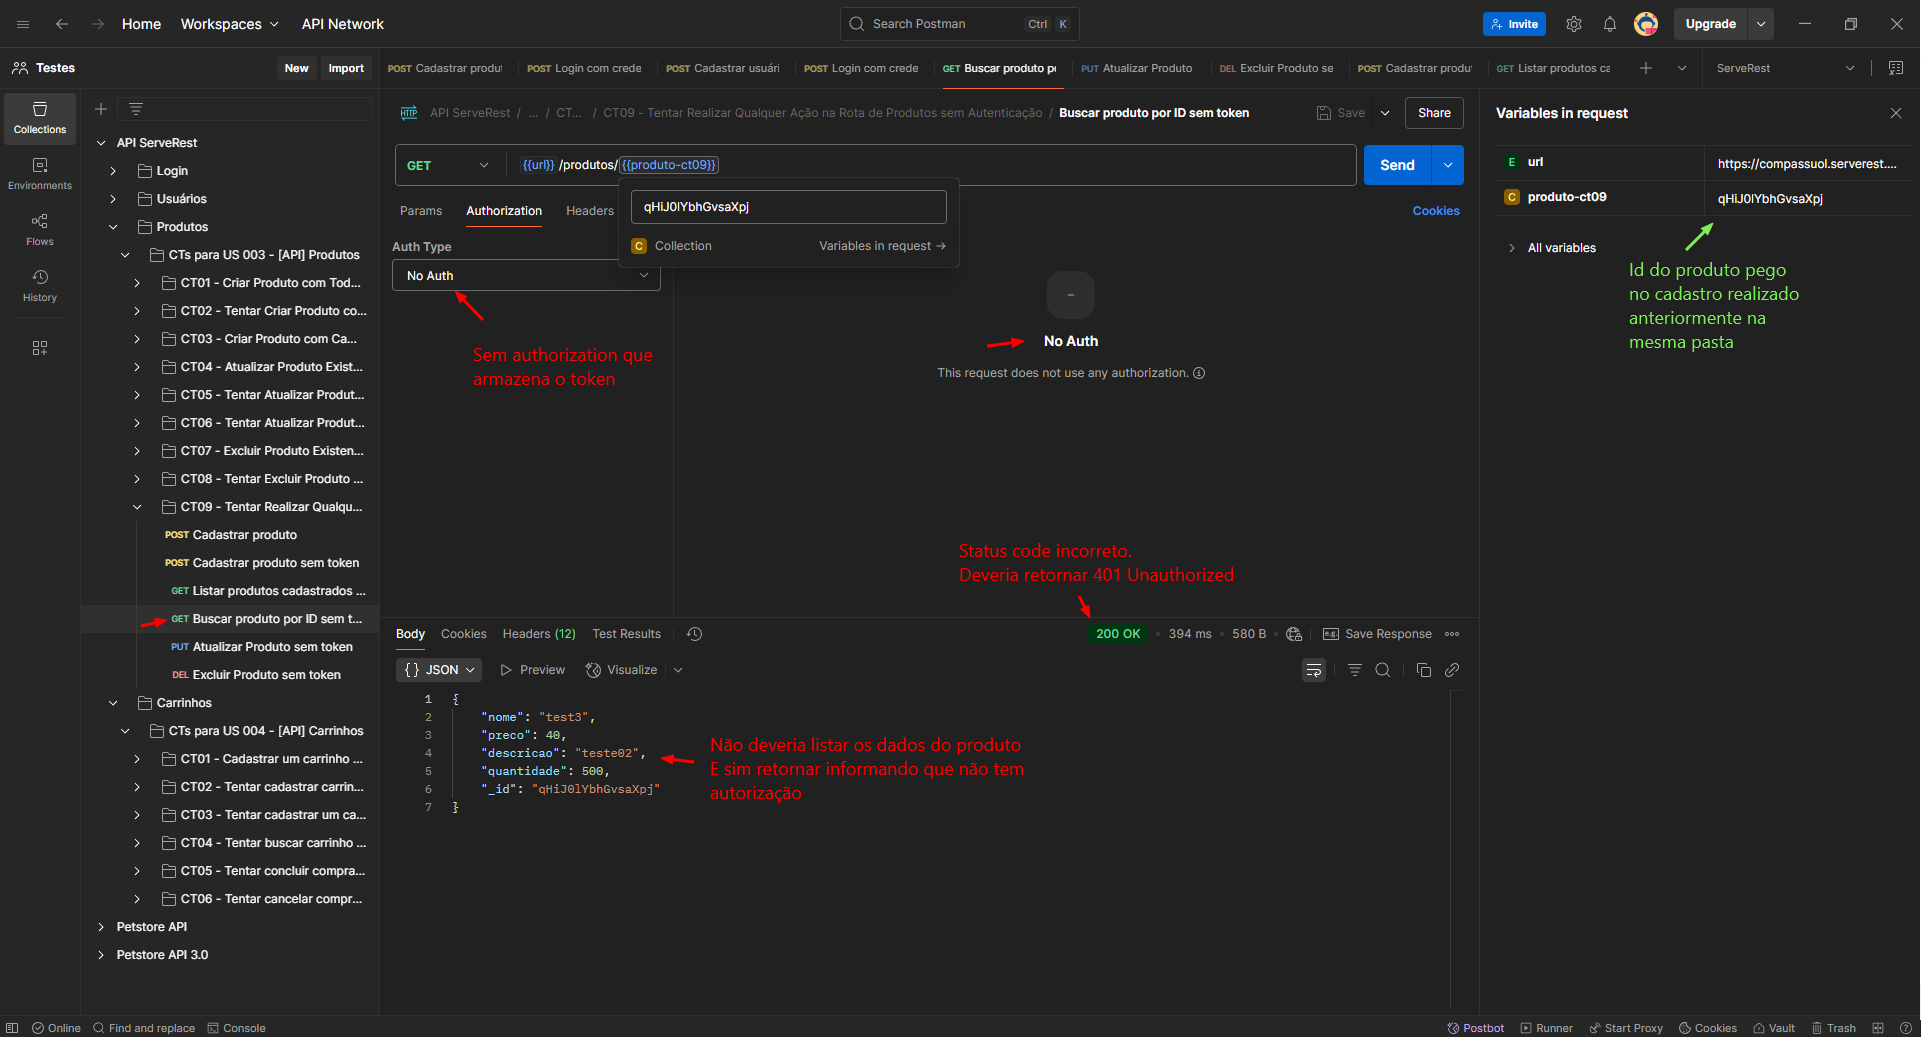 Home
Workspaces
API Network
Search Postman
Ctrl
K
Invite
Upgrade
Testes
New
Import
POST Cadastrar produt
POST Login com crede
POST Cadastrar usuári
POST Login com crede
GET Buscar produto po
PUT Atualizar Produto
DEL Excluir Produto se
POST Cadastrar produt
GET Listar produtos ca
ServeRest
Collections
Environments
Flows
History
API ServeRest
Login
Usuários
Produtos
CTs para US 003 - [API] Produtos
CT01 - Criar Produto com Tod...
CT02 - Tentar Criar Produto co...
CT03 - Criar Produto com Ca...
CT04 - Atualizar Produto Exist...
CT05 - Tentar Atualizar Produt...
CT06 - Tentar Atualizar Produt...
CT07 - Excluir Produto Existen...
CT08 - Tentar Excluir Produto ...
CT09 - Tentar Realizar Qualqu...
POST Cadastrar produto
POST Cadastrar produto sem token
GET Listar produtos cadastrados ...
GET Buscar produto por ID sem t...
PUT Atualizar Produto sem token
DEL Excluir Produto sem token
Carrinhos
CTs para US 004 - [API] Carrinhos
CT01 - Cadastrar um carrinho ...
CT02 - Tentar cadastrar carrin...
CT03 - Tentar cadastrar um ca...
CT04 - Tentar buscar carrinho ...
CT05 - Tentar concluir compra...
CT06 - Tentar cancelar compr...
Petstore API
Petstore API 3.0
HTTP API ServeRest / ... / CT... / CT09 - Tentar Realizar Qualquer Ação na Rota de Produtos sem Autenticação / Buscar produto por ID sem token
Save
Share
GET
{{url}}/produtos/{{produto-ct09}}
Send
qHiJ0lYbhGvsaXpj
C Collection
Variables in request →
Params
Authorization
Headers
Cookies
Auth Type
No Auth
Sem authorization que
armazena o token
-
No Auth
This request does not use any authorization.
Status code incorreto.
Deveria retornar 401 Unauthorized
Body
Cookies
Headers (12)
Test Results
200 OK
394 ms
580 B
e.g. Save Response
{} JSON
Preview
Visualize
1 {
2 "nome": "test3",
3 "preco": 40,
4 "descricao": "teste02",
5 "quantidade": 500,
6 "_id": "qHiJ0lYbhGvsaXpj"
7 }
Não deveria listar os dados do produto
E sim retornar informando que não tem
autorização
Variables in request
E url
https://compassuol.serverest....
C produto-ct09
qHiJ0lYbhGvsaXpj
All variables
Id do produto pego
no cadastro realizado
anteriormente na
mesma pasta
Online
Find and replace
Console
Postbot
Runner
Start Proxy
Cookies
Vault
Trash